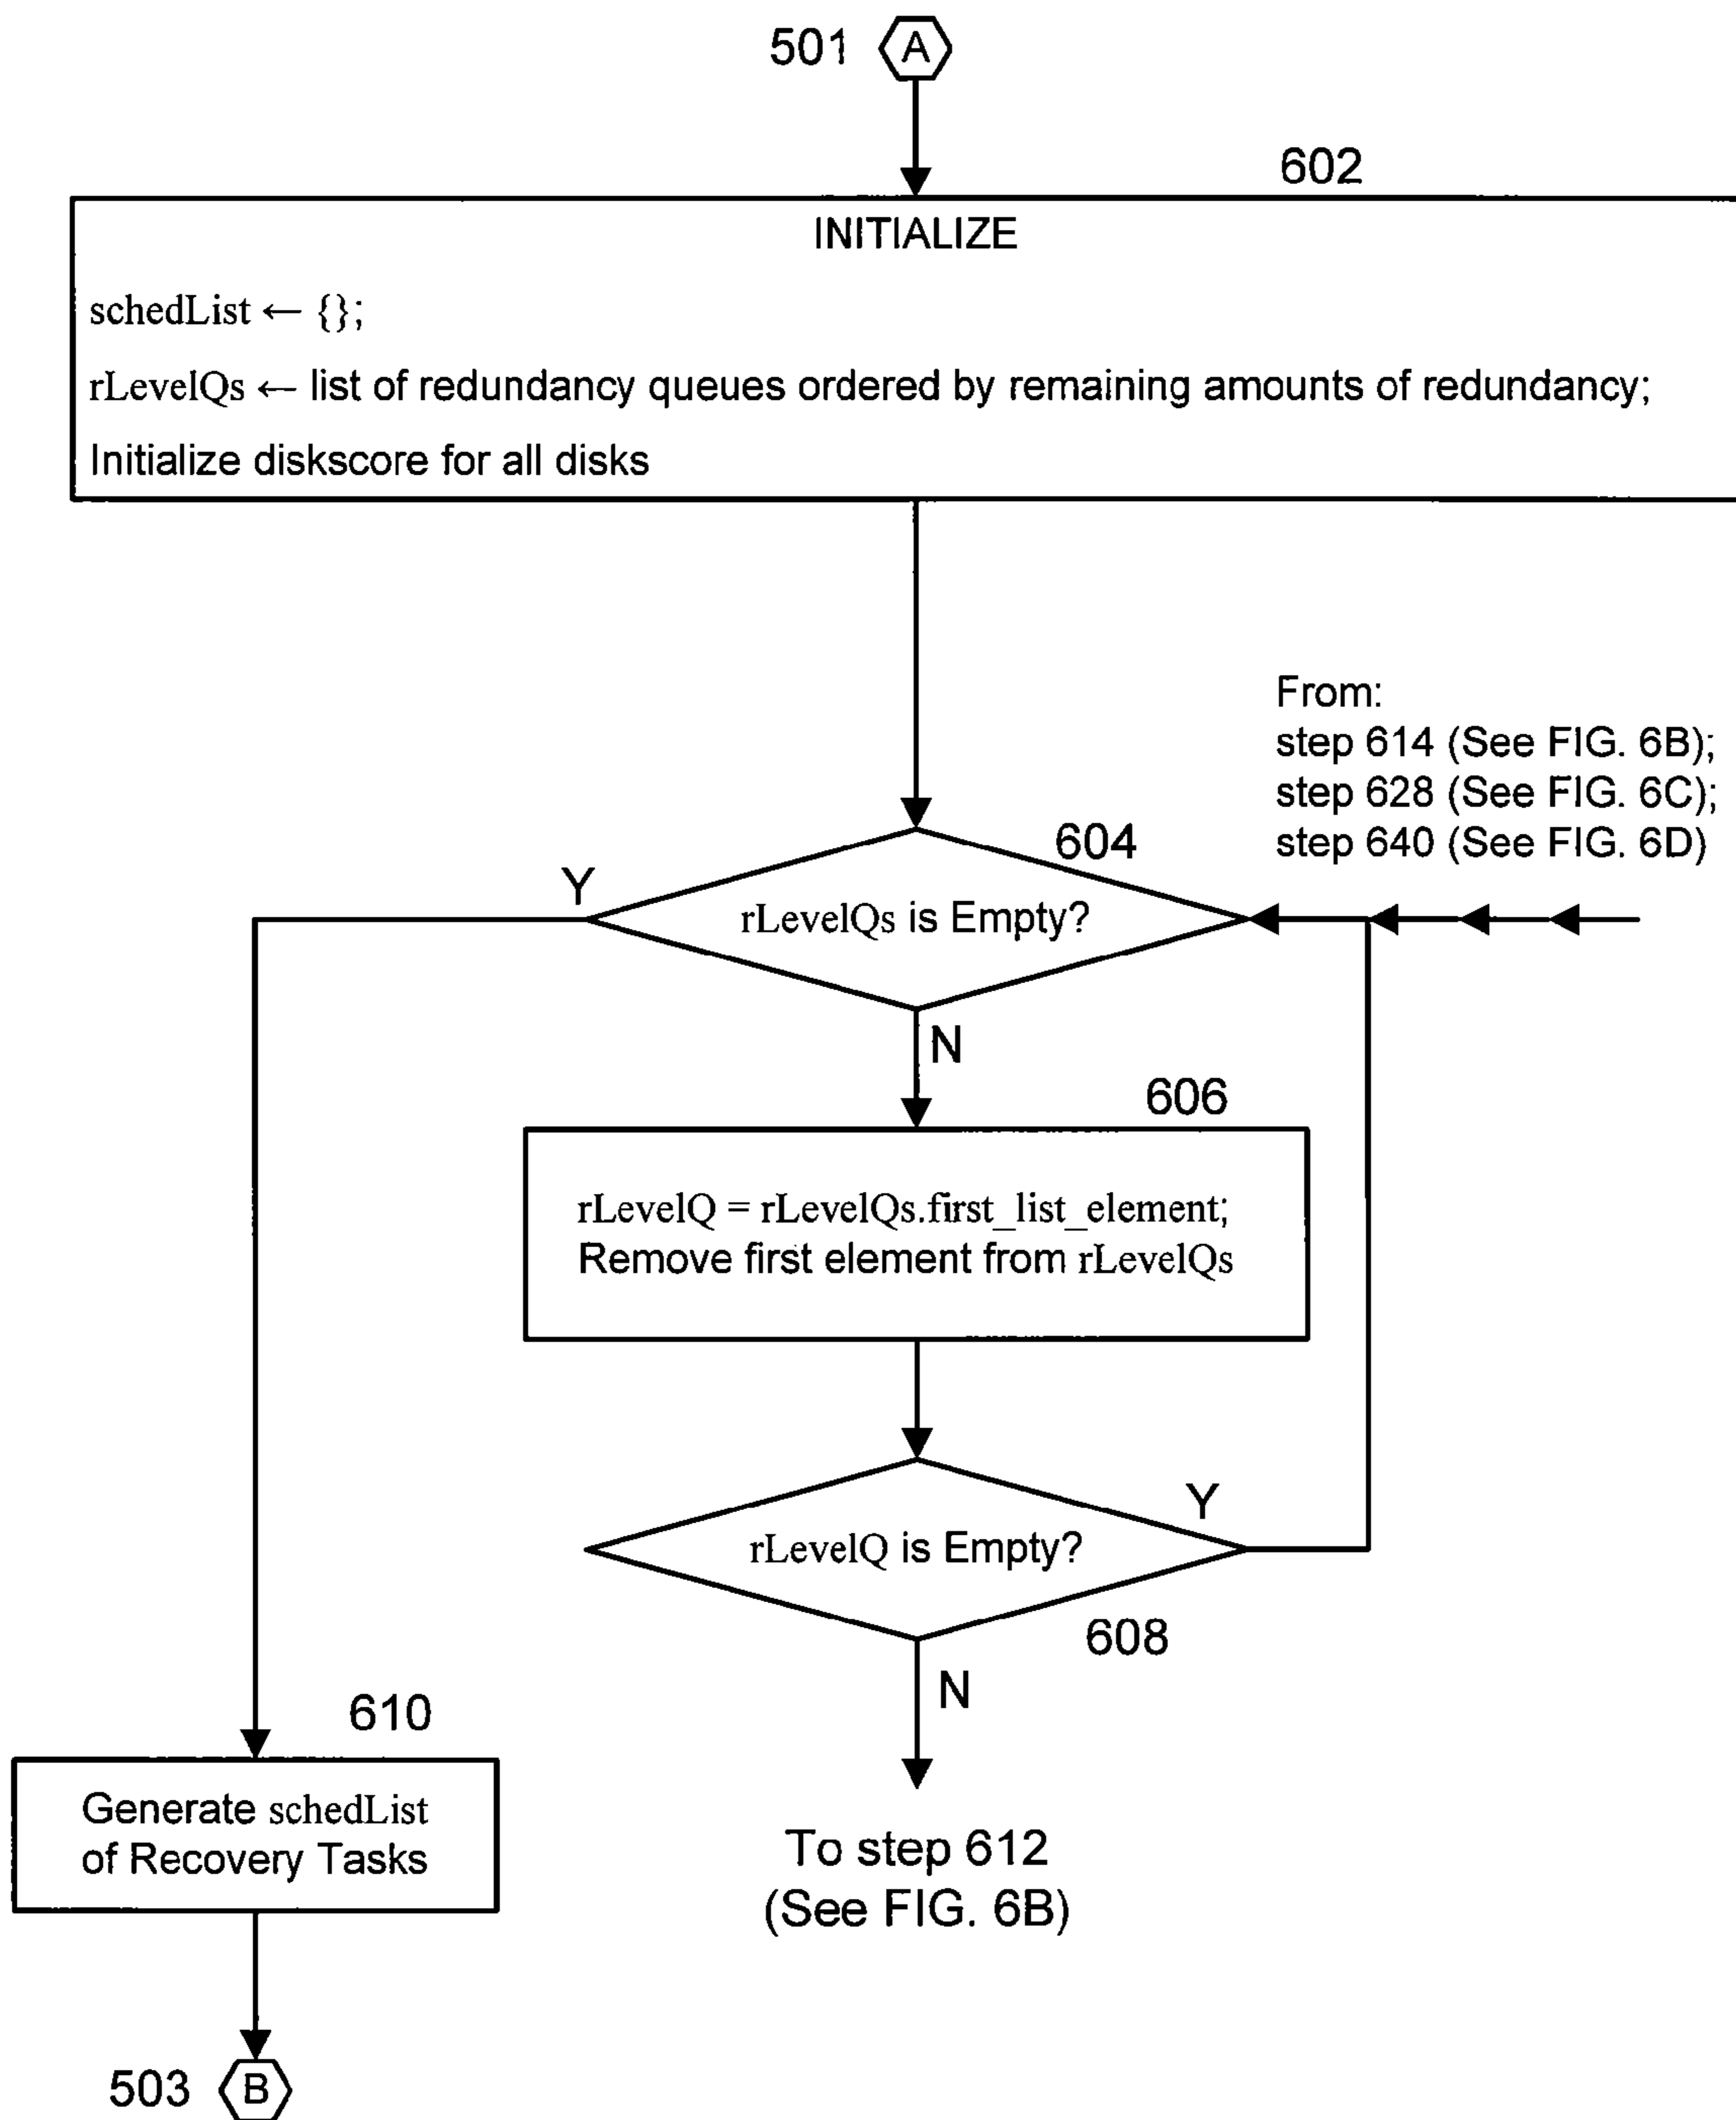 501 A
602
INITIALIZE
schedList ← {};
rLevelQs ← list of redundancy queues ordered by remaining amounts of redundancy;
Initialize diskscore for all disks
From:
step 614 (See FIG. 6B);
step 628 (See FIG. 6C);
step 640 (See FIG. 6D)
604
Y
rLevelQs is Empty?
N
606
rLevelQ = rLevelQs.first_list_element;
Remove first element from rLevelQs
Y
rLevelQ is Empty?
608
N
610
Generate schedList
of Recovery Tasks
To step 612
(See FIG. 6B)
503 B